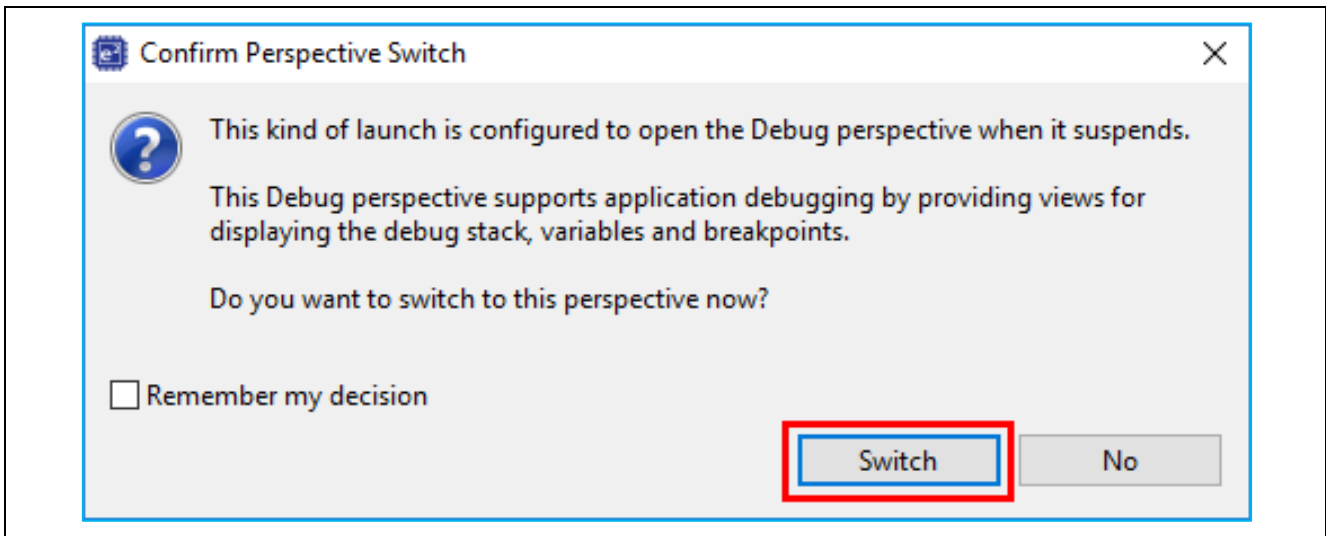 Confirm Perspective Switch
This kind of launch is configured to open the Debug perspective when it suspends.
This Debug perspective supports application debugging by providing views for
displaying the debug stack, variables and breakpoints.
Do you want to switch to this perspective now?
Remember my decision
Switch No